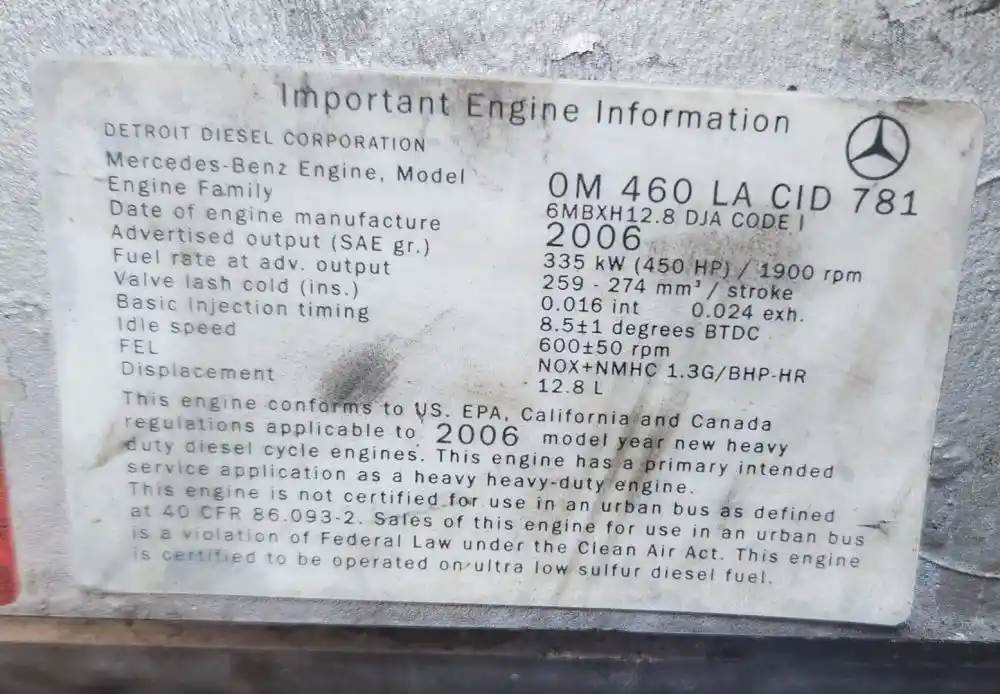 Important Engine Information
DETROIT DIESEL CORPORATION
Mercedes-Benz Engine, Model OM 460 LA CID 781
Engine Family 6MBXH12.8 DJA CODE I
Date of engine manufacture 2006
Advertised output (SAE gr.) 335 kW (450 HP) / 1900 rpm
Fuel rate at adv. output 259 - 274 mm³ / stroke
Valve lash cold (ins.) 0.016 int 0.024 exh.
Basic injection timing 8.5±1 degrees BTDC
Idle speed 600±50 rpm
FEL NOX+NMHC 1.3G/BHP-HR
Displacement 12.8 L
This engine conforms to US. EPA, California and Canada
regulations applicable to 2006 model year new heavy
duty diesel cycle engines. This engine has a primary intended
service application as a heavy heavy-duty engine.
This engine is not certified for use in an urban bus as defined
at 40 CFR 86.093-2. Sales of this engine for use in an urban bus
is a violation of Federal Law under the Clean Air Act. This engine
is certified to be operated on ultra low sulfur diesel fuel.